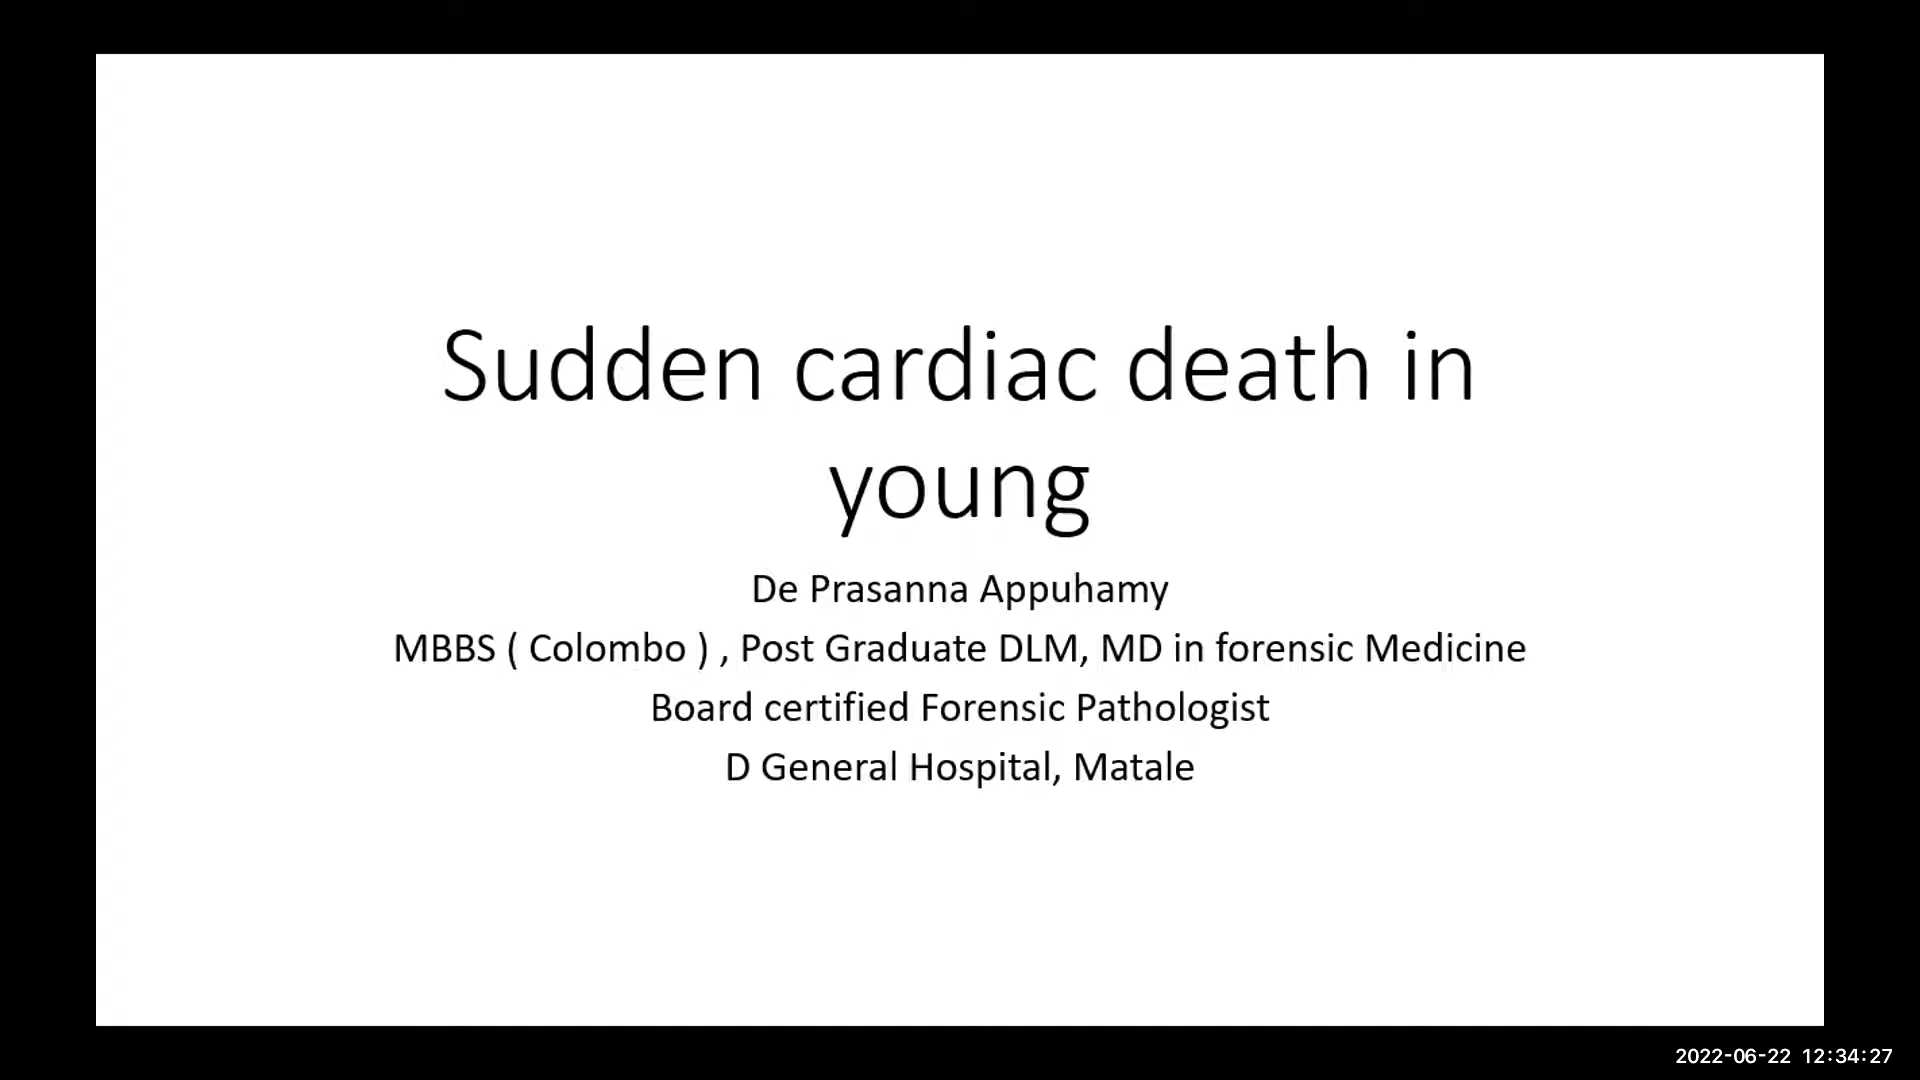 Sudden cardiac death in
young
De Prasanna Appuhamy
MBBS ( Colombo ) , Post Graduate DLM, MD in forensic Medicine
Board certified Forensic Pathologist
D General Hospital, Matale
2022-06-22 12:34:27